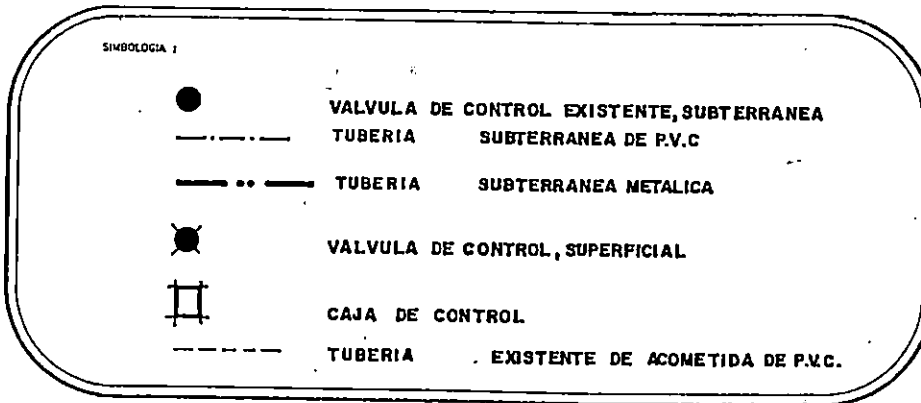 SIMBOLOGIA :
VALVULA DE CONTROL EXISTENTE, SUBTERRANEA
TUBERIA SUBTERRANEA DE P.V.C
TUBERIA SUBTERRANEA METALICA
VALVULA DE CONTROL, SUPERFICIAL
CAJA DE CONTROL
TUBERIA EXISTENTE DE ACOMETIDA DE P.V.C.